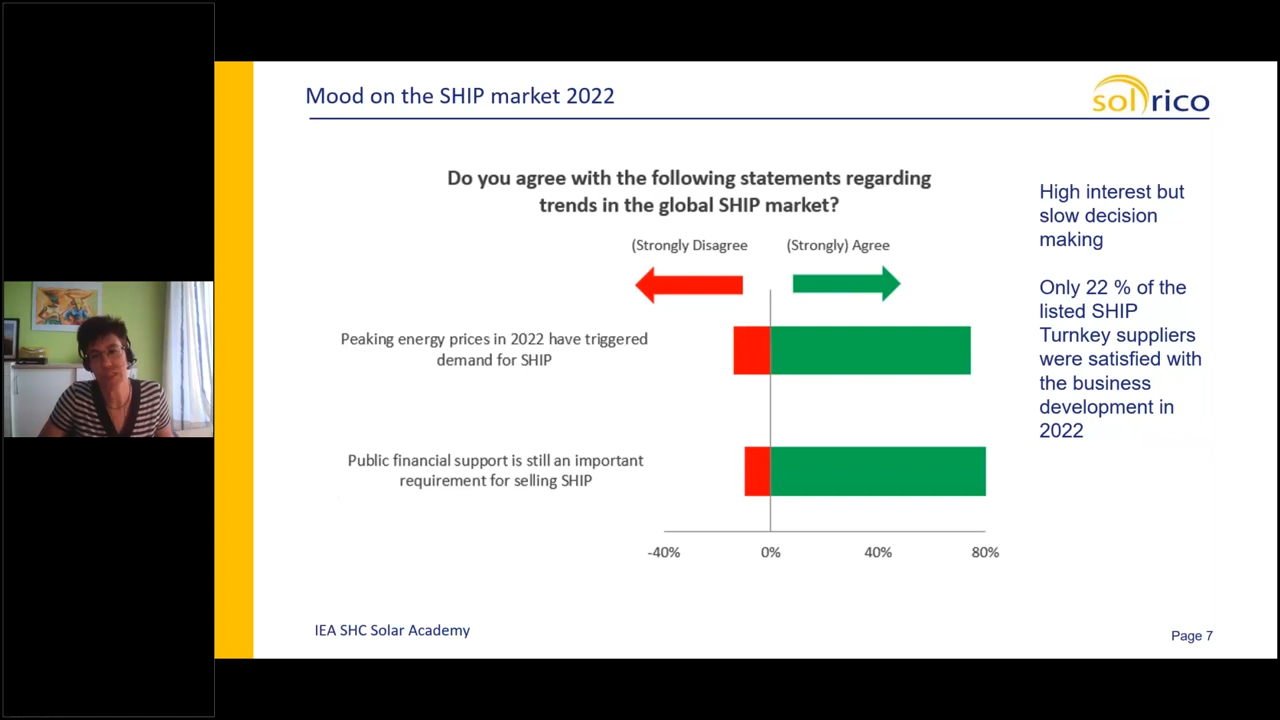 Mood on the SHIP market 2022
solrico
Do you agree with the following statements regarding
trends in the global SHIP market?
(Strongly Disagree
(Strongly) Agree
Peaking energy prices in 2022 have triggered
demand for SHIP
Public financial support is still an important
requirement for selling SHIP
-40%
0%
40%
80%
High interest but
slow decision
making
Only 22 % of the
listed SHIP
Turnkey suppliers
were satisfied with
the business
development in
2022
IEA SHC Solar Academy
Page 7